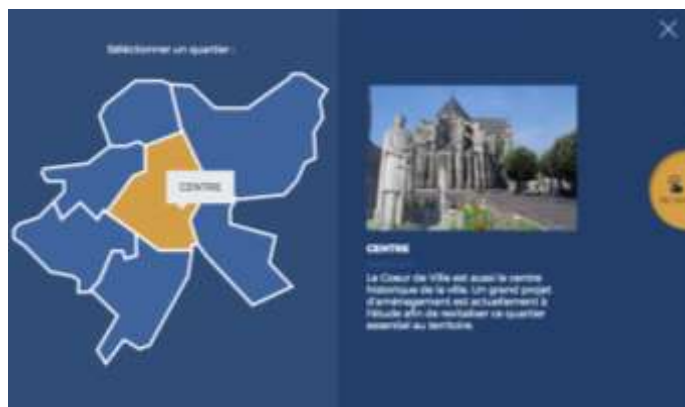 Sélectionner un quartier :
CENTRE
CENTRE
Le Coeur de Ville est aussi le centre
historique de la ville. Un grand projet
d'aménagement est actuellement à
l'étude afin de revitaliser ce quartier
essentiel au territoire.